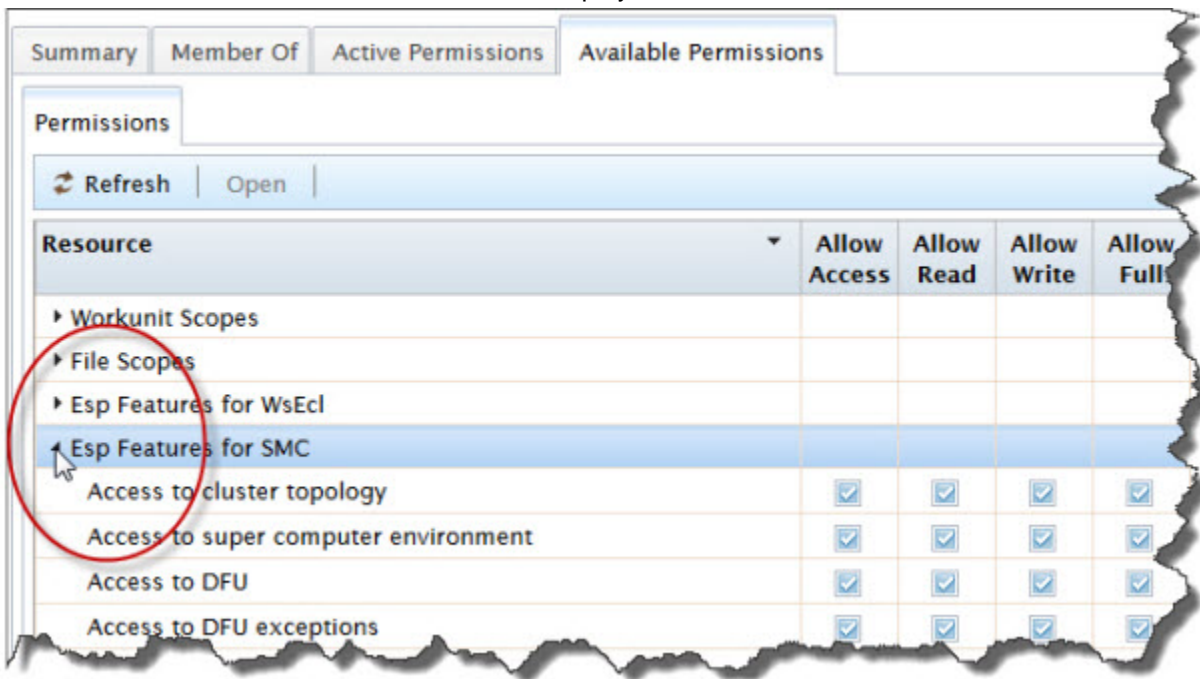 Summary Member Of Active Permissions Available Permissions
Permissions
Refresh Open
Resource Allow Access Allow Read Allow Write Allow Full
Workunit Scopes
File Scopes
Esp Features for WsEcl
Esp Features for SMC
Access to cluster topology
Access to super computer environment
Access to DFU
Access to DFU exceptions